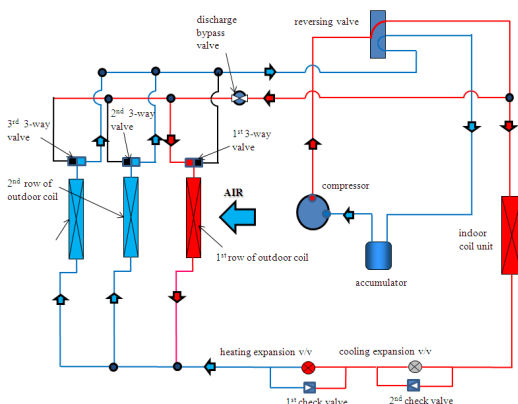 discharge
bypass
valve
reversing valve
3rd 3-way
valve
2nd 3-way
valve
1st 3-way
valve
2nd row of
outdoor coil
AIR
compressor
1st row of outdoor coil
accumulator
indoor
coil unit
heating expansion v/v
cooling expansion v/v
1st check valve
2nd check valve